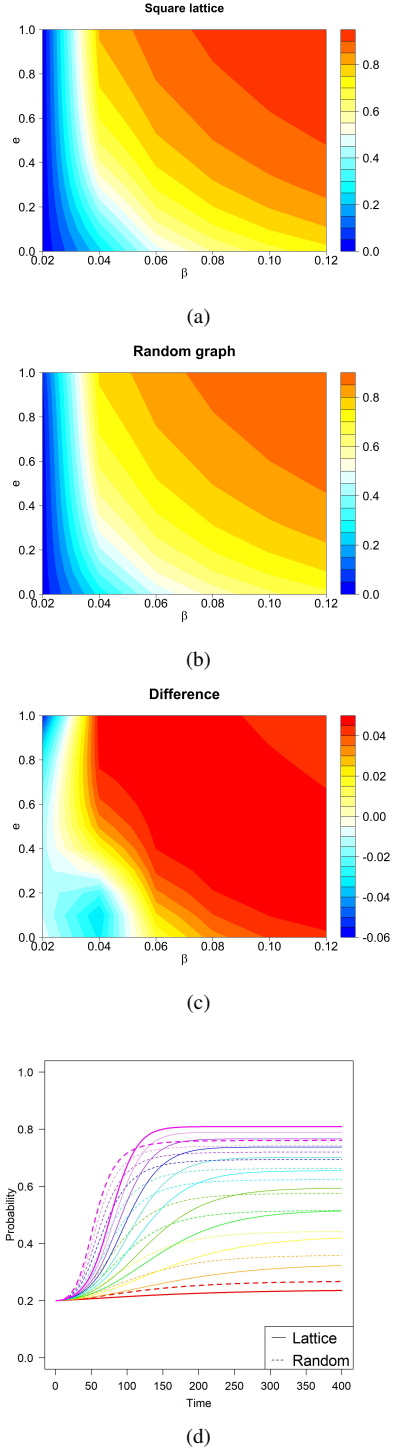 Square lattice
1.0
0.8
0.6
0.4
0.2
0.0
e
0.02 0.04 0.06 0.08 0.10 0.12
β
0.8
0.6
0.4
0.2
0.0
(a)
Random graph
1.0
0.8
0.6
0.4
0.2
0.0
e
0.02 0.04 0.06 0.08 0.10 0.12
β
0.8
0.6
0.4
0.2
0.0
(b)
Difference
1.0
0.8
0.6
0.4
0.2
0.0
e
0.02 0.04 0.06 0.08 0.10 0.12
β
0.04
0.02
0.00
-0.02
-0.04
-0.06
(c)
1.0
0.8
0.6
0.4
0.2
0.0
Probability
Lattice
Random
0 50 100 150 200 250 300 350 400
Time
(d)